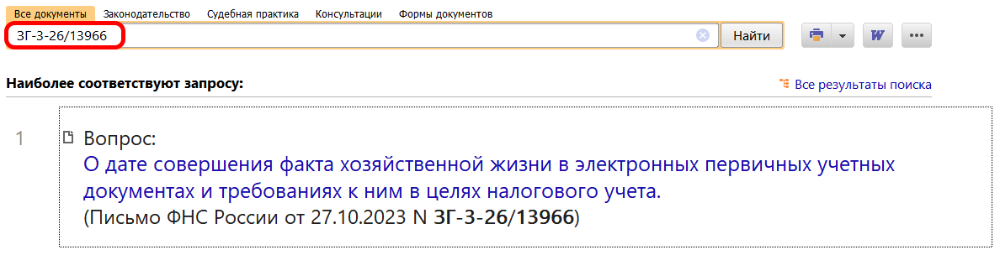 Все документы Законодательство Судебная практика Консультации Формы документов
ЗГ-3-26/13966 Найти W
Наиболее соответствуют запросу: Все результаты поиска
1 Вопрос:
О дате совершения факта хозяйственной жизни в электронных первичных учетных
документах и требованиях к ним в целях налогового учета.
(Письмо ФНС России от 27.10.2023 N ЗГ-3-26/13966)